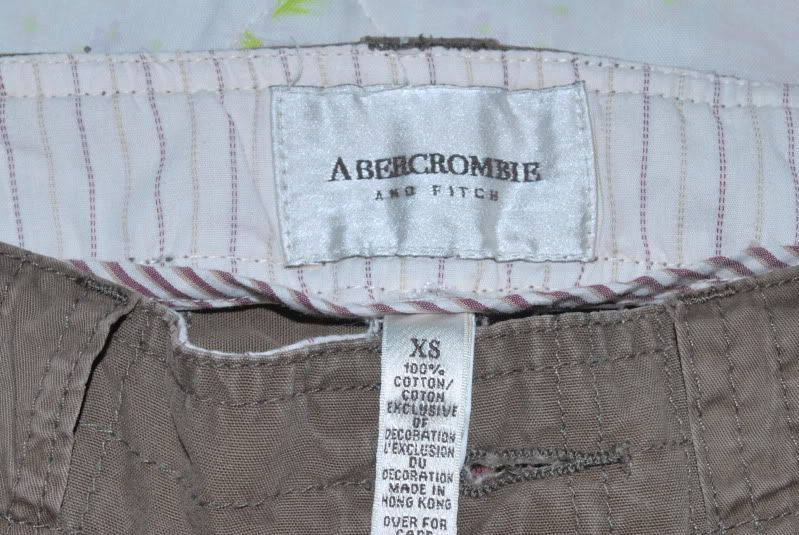 ABERCROMBIE
AND FITCH
XS
100%
COTTON/
COTON
EXCLUSIVE
OF
DECORATION
L'EXCLUSION
DU
DECORATION
MADE IN
HONG KONG
OVER FOR
CARE